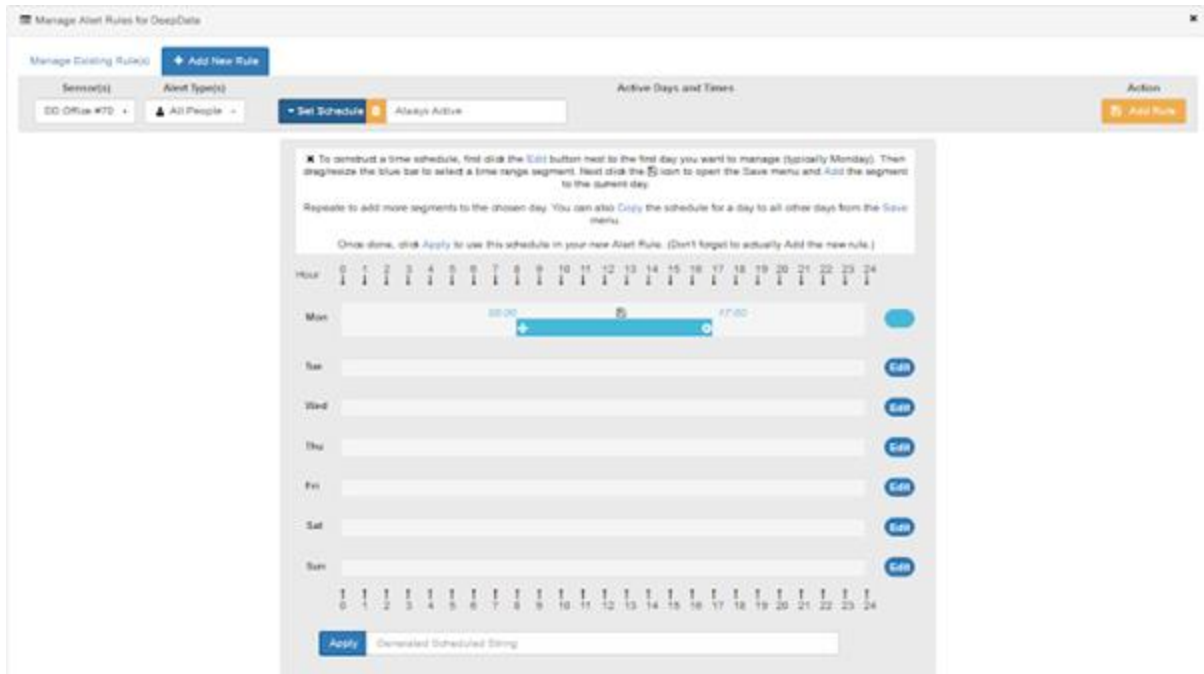 Manage Alert Rules for DeepData
Manage Existing Rule(s)
Add New Rule
Sensor(s) Alert Type(s) Active Days and Times Action
DD Office #70 All People Set Schedule Always Active Add Rule
To construct a time schedule, first click the Edit button next to the first day you want to manage (typically Monday). Then
drag/resize the blue bar to select a time range segment. Next click the icon to open the Save menu and Add the segment
to the current day.
Repeate to add more segments to the chosen day. You can also Copy the schedule for a day to all other days from the Save
menu.
Once done, click Apply to use this schedule in your new Alert Rule. (Don't forget to actually Add the new rule.)
Hour 0 1 2 3 4 5 6 7 8 9 10 11 12 13 14 15 16 17 18 19 20 21 22 23 24
Mon 08:00 17:00
Tue Edit
Wed Edit
Thu Edit
Fri Edit
Sat Edit
Sun Edit
0 1 2 3 4 5 6 7 8 9 10 11 12 13 14 15 16 17 18 19 20 21 22 23 24
Apply Generated Scheduled String